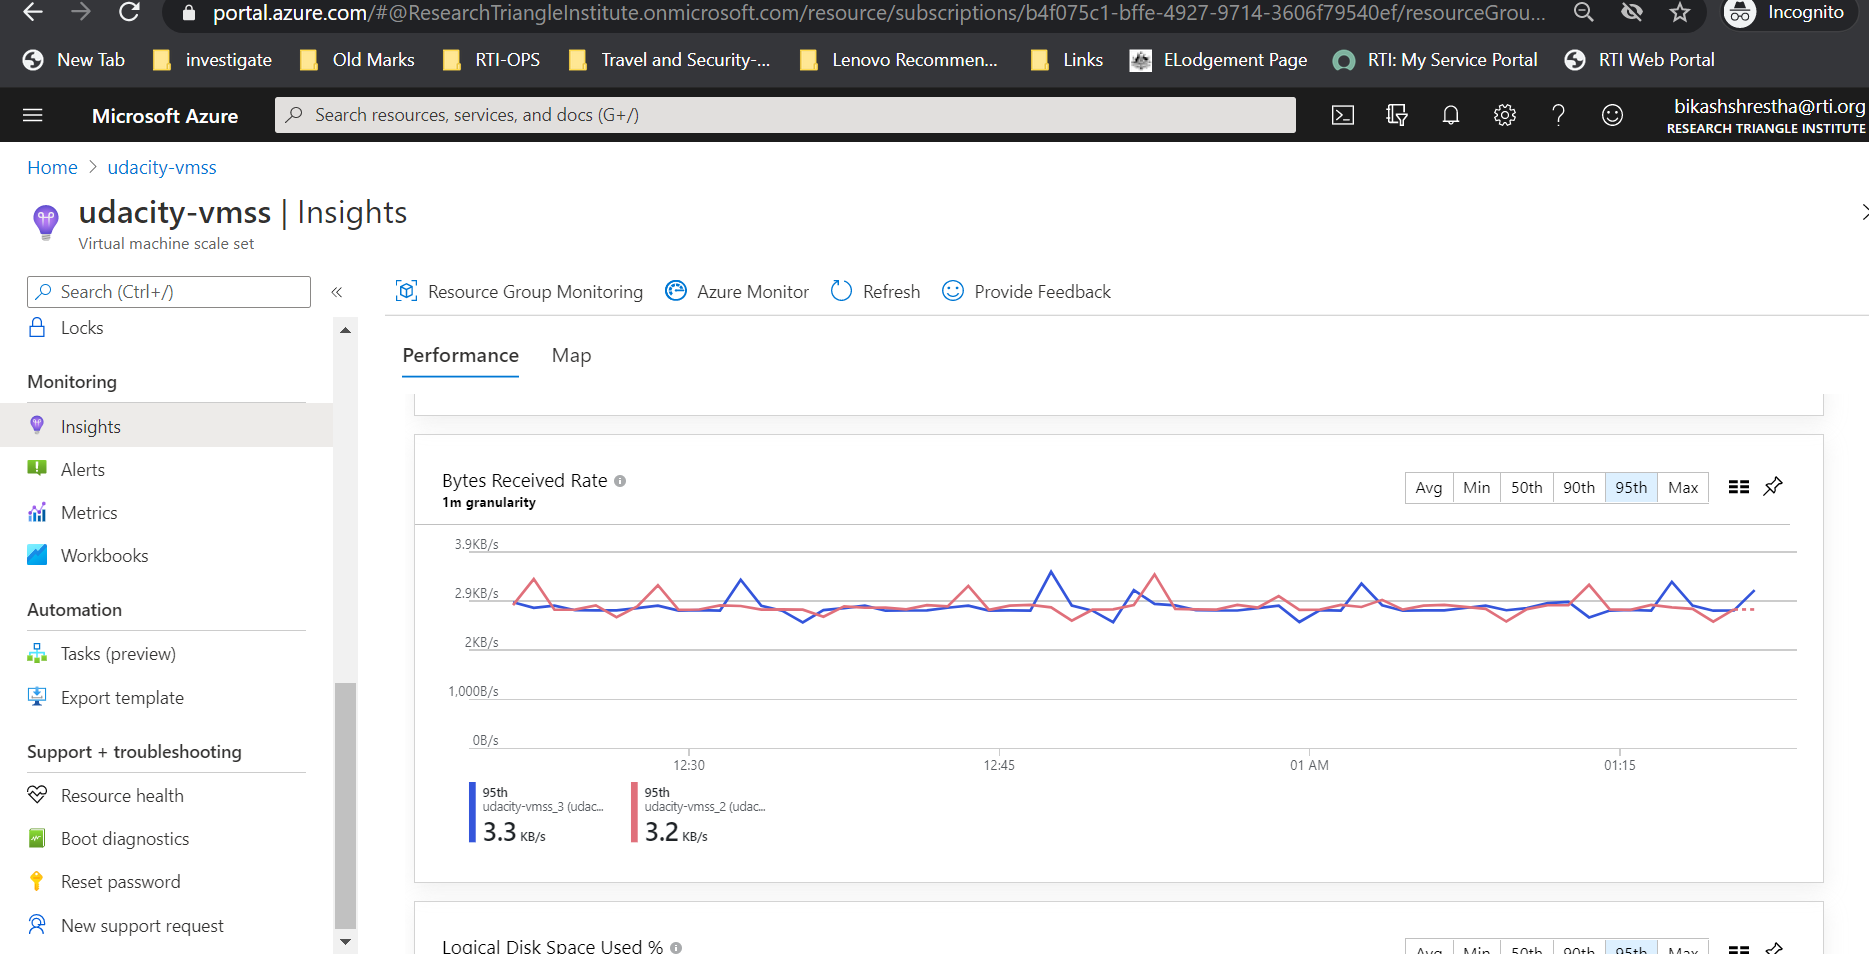 portal.azure.com/#@ResearchTriangleInstitute.onmicrosoft.com/resource/subscriptions/b4f075c1-bffe-4927-9714-3606f79540ef/resourceGrou... Incognito
New Tab investigate Old Marks RTI-OPS Travel and Security-... Lenovo Recommen... Links ELodgement Page RTI: My Service Portal RTI Web Portal
Microsoft Azure Search resources, services, and docs (G+/) bikashshrestha@rti.org
RESEARCH TRIANGLE INSTITUTE
Home > udacity-vmss
udacity-vmss | Insights
Virtual machine scale set
Search (Ctrl+/) «
Locks
Monitoring
Insights
Alerts
Metrics
Workbooks
Automation
Tasks (preview)
Export template
Support + troubleshooting
Resource health
Boot diagnostics
Reset password
New support request
Resource Group Monitoring Azure Monitor Refresh Provide Feedback
Performance Map
Bytes Received Rate
1m granularity
Avg Min 50th 90th 95th Max
3.9KB/s
2.9KB/s
2KB/s
1,000B/s
0B/s
12:30 12:45 01 AM 01:15
95th
udacity-vmss_3 (udac...
3.3 KB/s
95th
udacity-vmss_2 (udac...
3.2 KB/s
Logical Disk Space Used %
Avg Min 50th 90th 95th Max